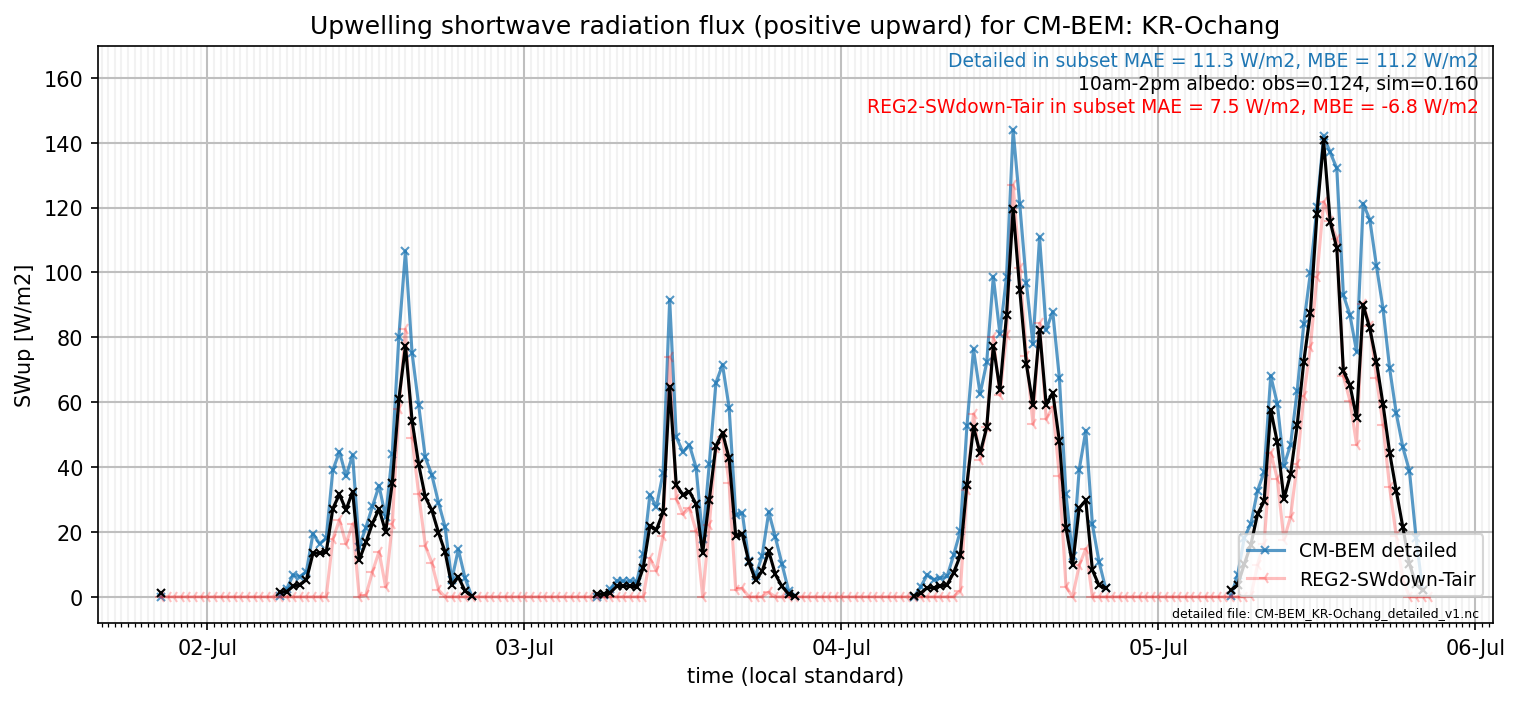 Upwelling shortwave radiation flux (positive upward) for CM-BEM: KR-Ochang
Detailed in subset MAE = 11.3 W/m2, MBE = 11.2 W/m2
10am-2pm albedo: obs=0.124, sim=0.160
REG2-SWdown-Tair in subset MAE = 7.5 W/m2, MBE = -6.8 W/m2
SWup [W/m2]
160
140
120
100
80
60
40
20
0
CM-BEM detailed
REG2-SWdown-Tair
detailed file: CM-BEM_KR-Ochang_detailed_v1.nc
02-Jul
03-Jul
04-Jul
05-Jul
06-Jul
time (local standard)